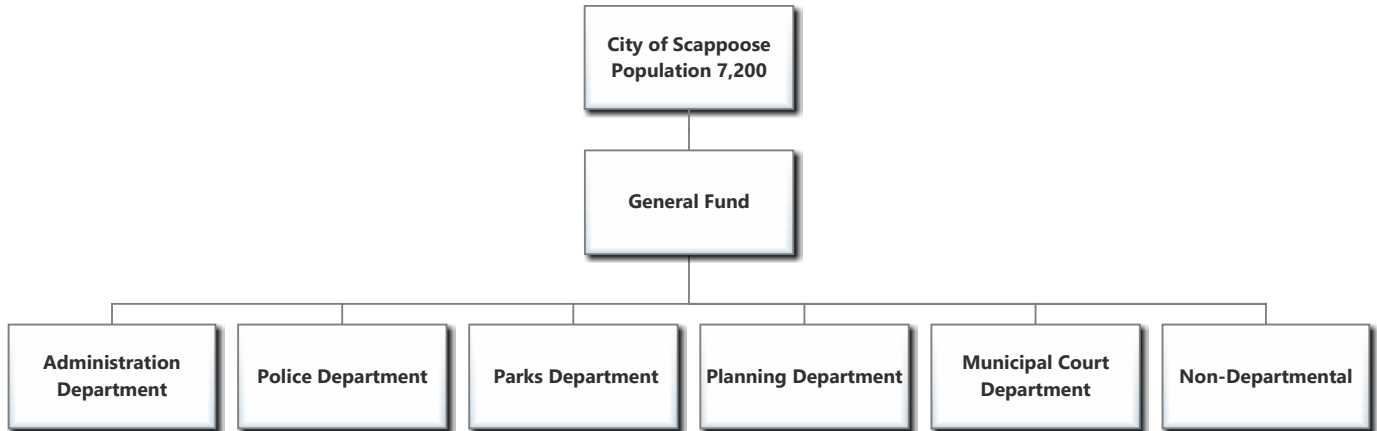 City of Scappoose
Population 7,200
General Fund
Administration
Department
Police Department
Parks Department
Planning Department
Municipal Court
Department
Non-Departmental